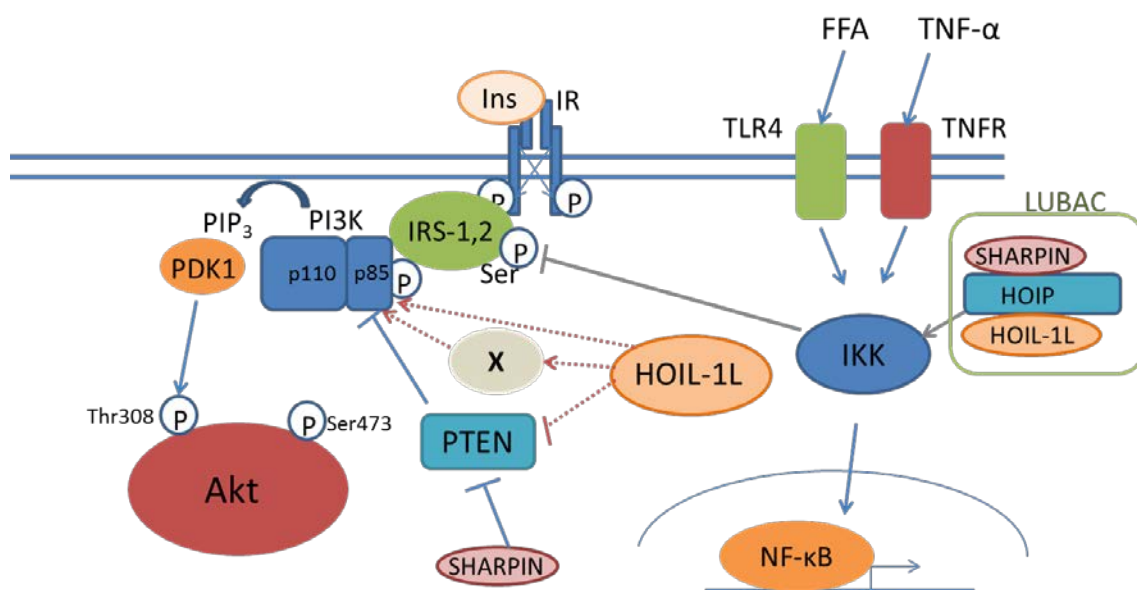 FFA TNF-α
Ins IR
TLR4 TNFR
P P
LUBAC
PIP3 PI3K
IRS-1,2
P
Ser
SHARPIN
PDK1
p110 p85
P
HOIP
HOIL-1L
X
HOIL-1L
IKK
Thr308 P
P Ser473
PTEN
Akt
NF-κB
SHARPIN